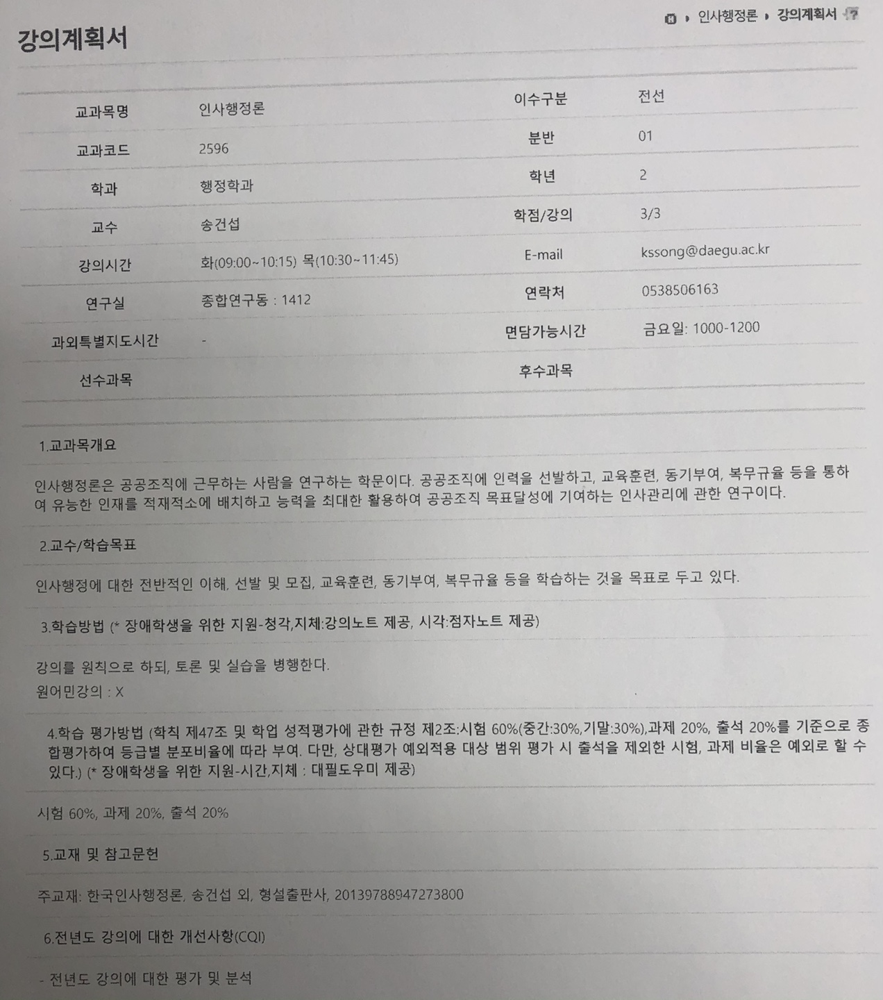 인사행정론 강의계획서 ?
강의계획서
교과목명 인사행정론 이수구분 전선
교과코드 2596 분반 01
학과 행정학과 학년 2
교수 송건섭 학점/강의 3/3
강의시간 화(09:00~10:15) 목(10:30~11:45) E-mail kssong@daegu.ac.kr
연구실 종합연구동 : 1412 연락처 0538506163
과외특별지도시간 - 면담가능시간 금요일: 1000-1200
선수과목 후수과목
1.교과목개요
인사행정론은 공공조직에 근무하는 사람을 연구하는 학문이다. 공공조직에 인력을 선발하고, 교육훈련, 동기부여, 복무규율 등을 통하
여 유능한 인재를 적재적소에 배치하고 능력을 최대한 활용하여 공공조직 목표달성에 기여하는 인사관리에 관한 연구이다.
2.교수/학습목표
인사행정에 대한 전반적인 이해, 선발 및 모집, 교육훈련, 동기부여, 복무규율 등을 학습하는 것을 목표로 두고 있다.
3.학습방법 (* 장애학생을 위한 지원-청각,지체:강의노트 제공, 시각:점자노트 제공)
강의를 원칙으로 하되, 토론 및 실습을 병행한다.
원어민강의 : X
4.학습 평가방법 (학칙 제47조 및 학업 성적평가에 관한 규정 제2조:시험 60%(중간:30%,기말:30%),과제 20%, 출석 20%를 기준으로 종
합평가하여 등급별 분포비율에 따라 부여. 다만, 상대평가 예외적용 대상 범위 평가 시 출석을 제외한 시험, 과제 비율은 예외로 할 수
있다.) (* 장애학생을 위한 지원-시간,지체 : 대필도우미 제공)
시험 60%, 과제 20%, 출석 20%
5.교재 및 참고문헌
주교재: 한국인사행정론, 송건섭 외, 형설출판사, 20139788947273800
6.전년도 강의에 대한 개선사항(CQI)
- 전년도 강의에 대한 평가 및 분석